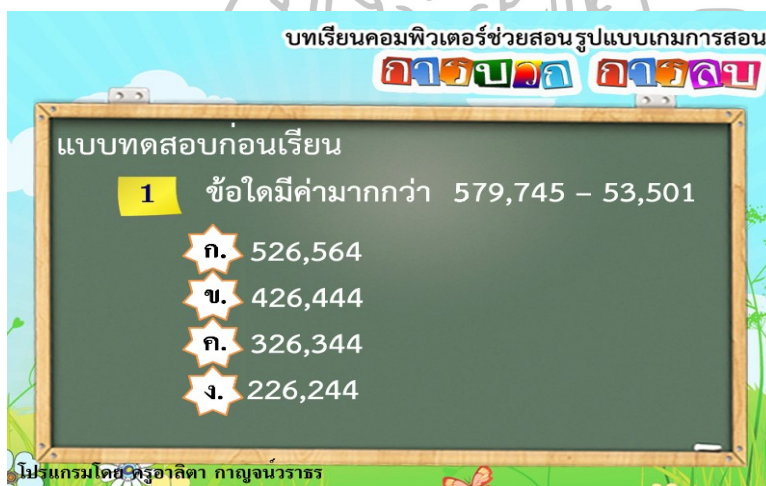 บทเรียนคอมพิวเตอร์ช่วยสอนรูปแบบเกมการสอน
การบวก การลบ
แบบทดสอบก่อนเรียน
1 ข้อใดมีค่ามากกว่า 579,745 – 53,501
ก. 526,564
ข. 426,444
ค. 326,344
ง. 226,244
โปรแกรมโดย ครูอาลิตา กาญจน์วราธร